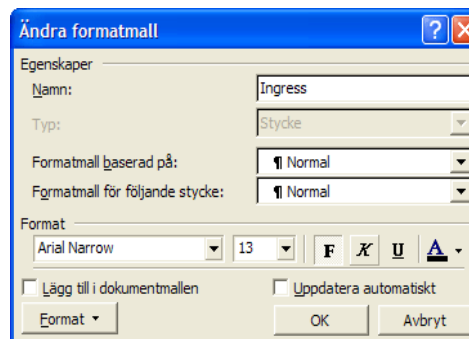 Ändra formatmall
Egenskaper
Namn: Ingress
Typ: Stycke
Formatmall baserad på: ¶ Normal
Formatmall för följande stycke: ¶ Normal
Format
Arial Narrow 13 F K U A
Lägg till i dokumentmallen Uppdatera automatiskt
Format OK Avbryt